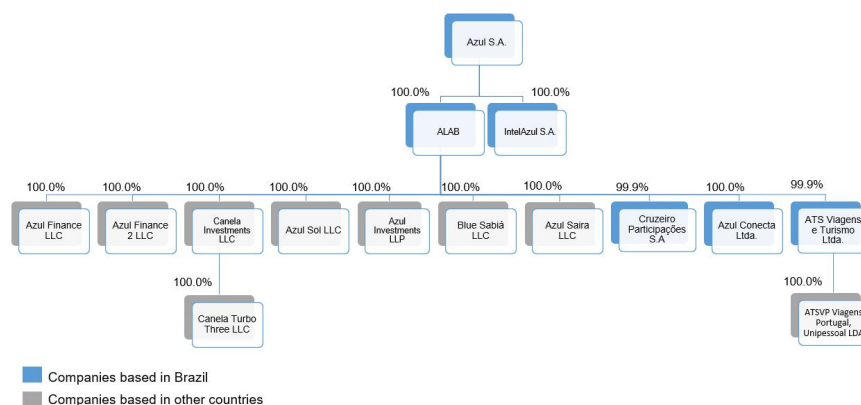 Azul S.A.
100.0%
100.0%
ALAB
IntelAzul S.A.
100.0%
100.0%
100.0%
100.0%
100.0%
100.0%
100.0%
99.9%
100.0%
99.9%
Azul Finance
LLC
Azul Finance
2 LLC
Canela
Investments
LLC
Azul Sol LLC
Azul
Investments
LLP
Blue Sabiá
LLC
Azul Saira
LLC
Cruzeiro
Participações
S.A
Azul Conecta
Ltda.
ATS Viagens
e Turismo
Ltda.
100.0%
100.0%
Canela Turbo
Three LLC
ATSVP Viagens
Portugal,
Unipessoal LDA
Companies based in Brazil
Companies based in other countries